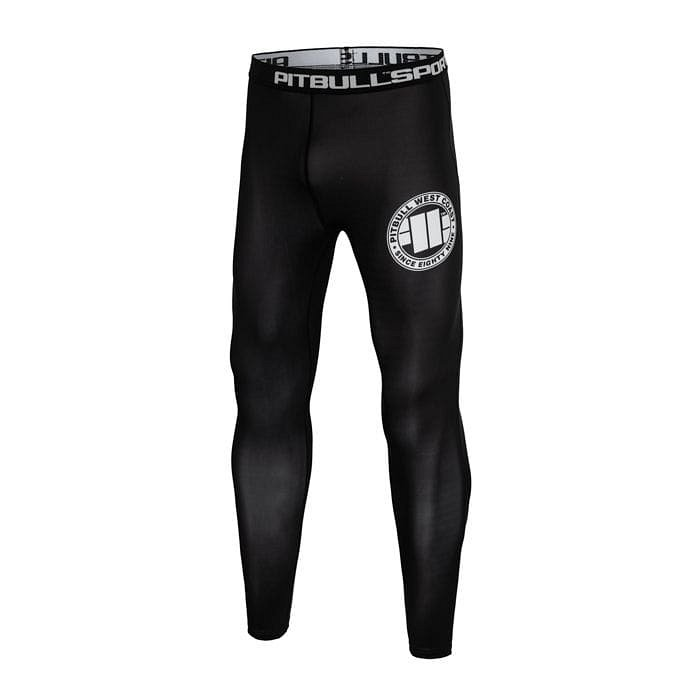 PITBULLSPOR
PITBULL WEST COAST
SINCE EIGHTY NINE